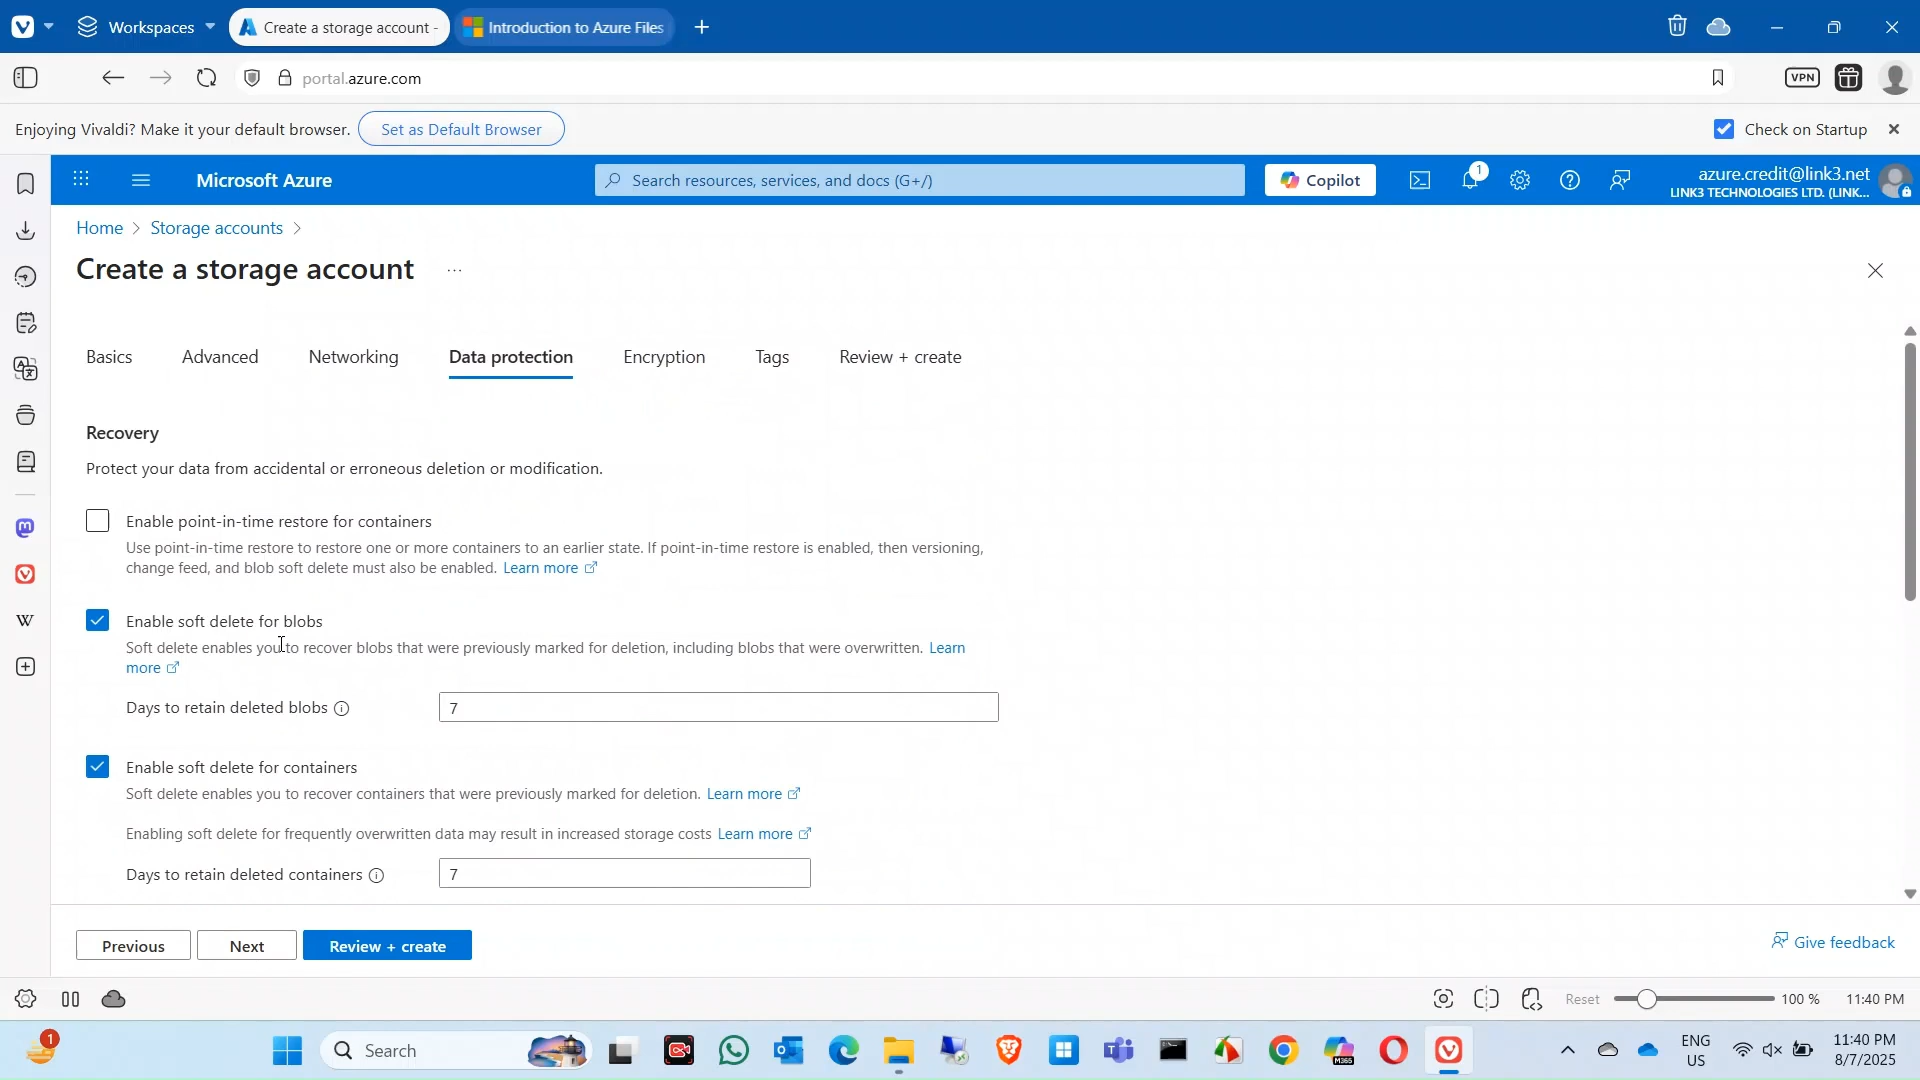 Workspaces
Create a storage account -
Introduction to Azure Files
portal.azure.com
VPN
Enjoying Vivaldi? Make it your default browser.
Set as Default Browser
Check on Startup
Microsoft Azure
Search resources, services, and docs (G+/)
Copilot
1
azure.credit@link3.net
LINK3 TECHNOLOGIES LTD. (LINK...
Home
Storage accounts
Create a storage account
...
Basics
Advanced
Networking
Data protection
Encryption
Tags
Review + create
Recovery
Protect your data from accidental or erroneous deletion or modification.
Enable point-in-time restore for containers
Use point-in-time restore to restore one or more containers to an earlier state. If point-in-time restore is enabled, then versioning,
change feed, and blob soft delete must also be enabled. Learn more
Enable soft delete for blobs
Soft delete enables you to recover blobs that were previously marked for deletion, including blobs that were overwritten. Learn
more
Days to retain deleted blobs
7
Enable soft delete for containers
Soft delete enables you to recover containers that were previously marked for deletion. Learn more
Enabling soft delete for frequently overwritten data may result in increased storage costs Learn more
Days to retain deleted containers
7
Previous
Next
Review + create
Give feedback
Reset
100 %
11:40 PM
1
Search
M365
ENG
US
11:40 PM
8/7/2025